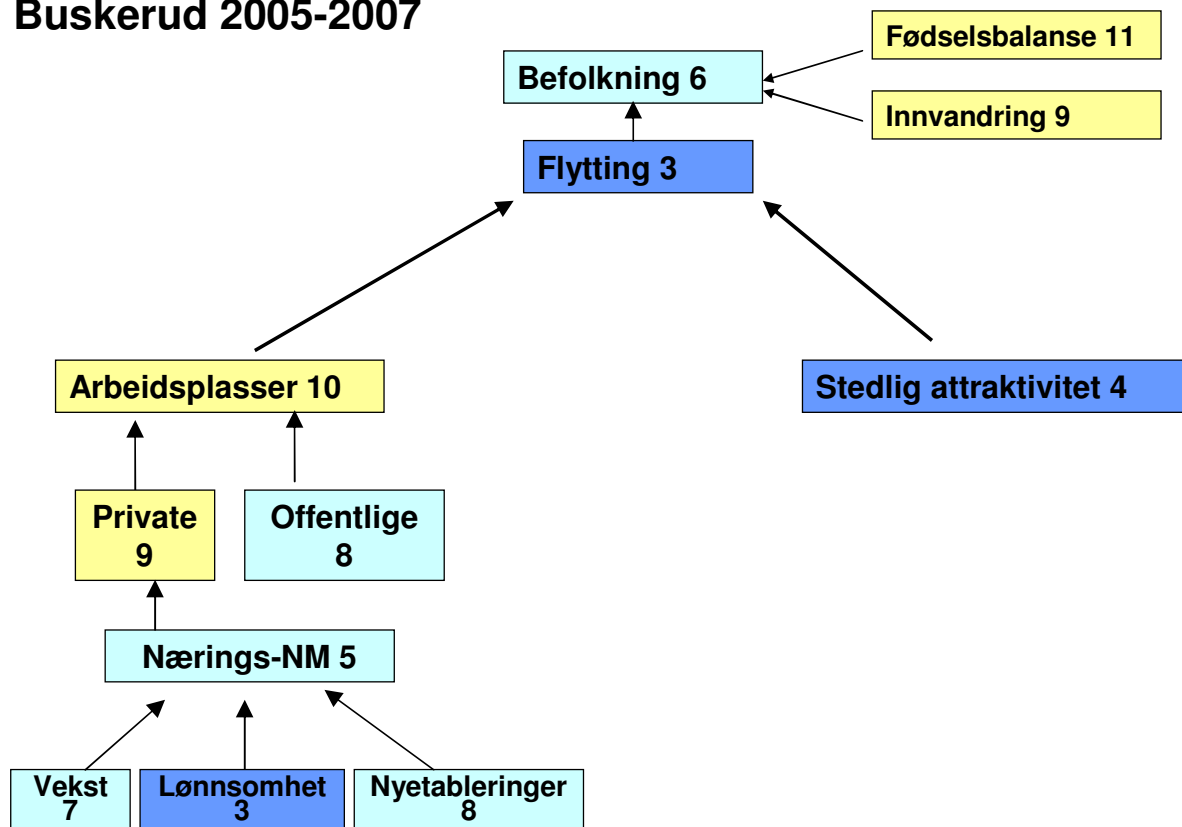 Buskerud 2005-2007
Fødselsbalanse 11
Befolkning 6
Innvandring 9
Flytting 3
Arbeidsplasser 10
Stedlig attraktivitet 4
Private
9
Offentlige
8
Nærings-NM 5
Vekst
7
Lønnsomhet
3
Nyetableringer
8